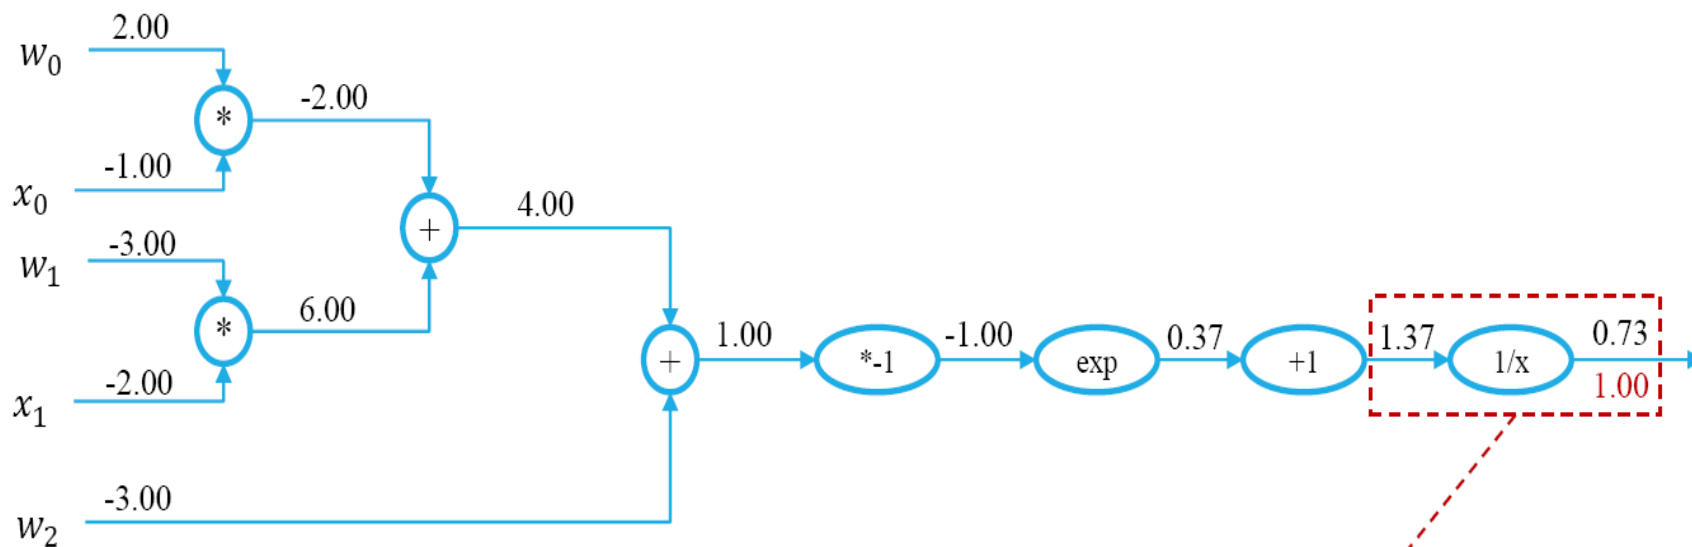 w₀ 2.00
* -2.00
x₀ -1.00
+ 4.00
w₁ -3.00
* 6.00
x₁ -2.00
+ 1.00 *-1 -1.00 exp 0.37 +1 1.37 1/x 0.73
1.00
w₂ -3.00